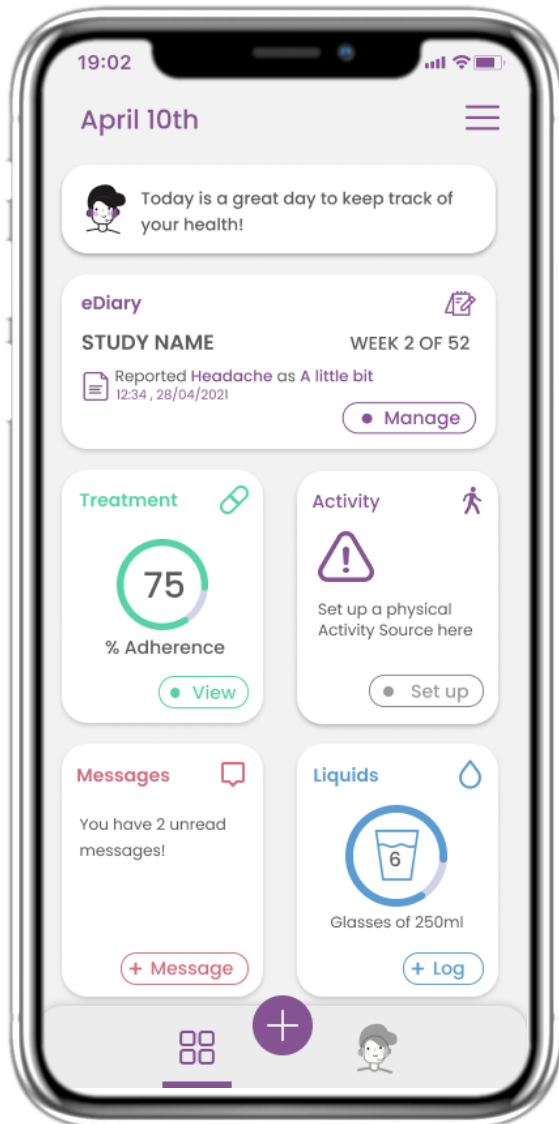 19:02
April 10th
Today is a great day to keep track of
your health!
eDiary
STUDY NAME
WEEK 2 OF 52
Reported Headache as A little bit
12:34 , 28/04/2021
Manage
Treatment
75
% Adherence
View
Activity
Set up a physical
Activity Source here
Set up
Messages
You have 2 unread
messages!
+ Message
Liquids
6
Glasses of 250ml
+ Log